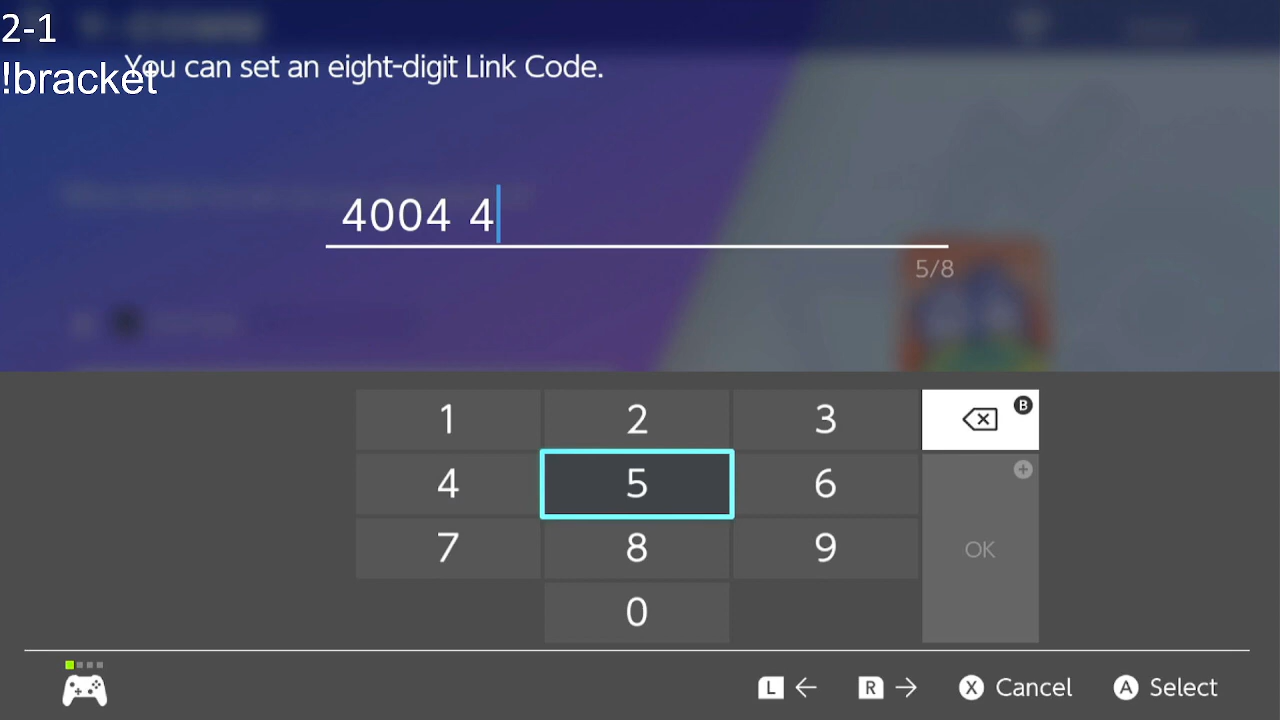 2-1
!bracket
You can set an eight-digit Link Code.
4004 4
5/8
1 2 3 B
4 5 6 +
7 8 9 OK
0
L R X Cancel A Select